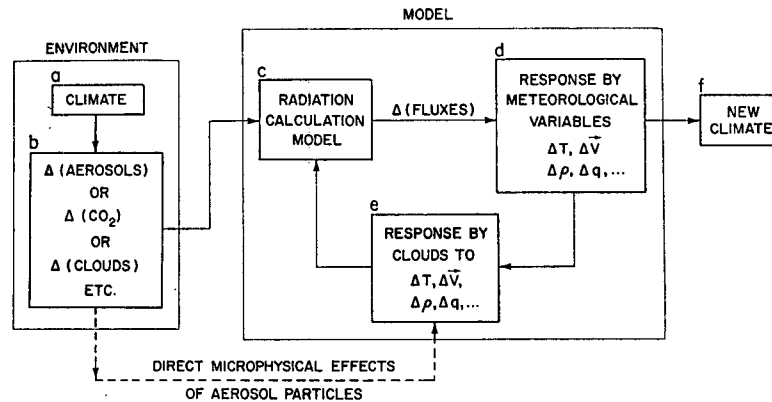 MODEL
ENVIRONMENT
a
CLIMATE
b
Δ (AEROSOLS)
OR
Δ (CO₂)
OR
Δ (CLOUDS)
ETC.
c
RADIATION
CALCULATION
MODEL
Δ (FLUXES)
d
RESPONSE BY
METEOROLOGICAL
VARIABLES
ΔT, ΔV⃗
Δρ, Δq, ...
e
RESPONSE BY
CLOUDS TO
ΔT, ΔV⃗,
Δρ, Δq, ...
f
NEW
CLIMATE
DIRECT MICROPHYSICAL EFFECTS
OF AEROSOL PARTICLES